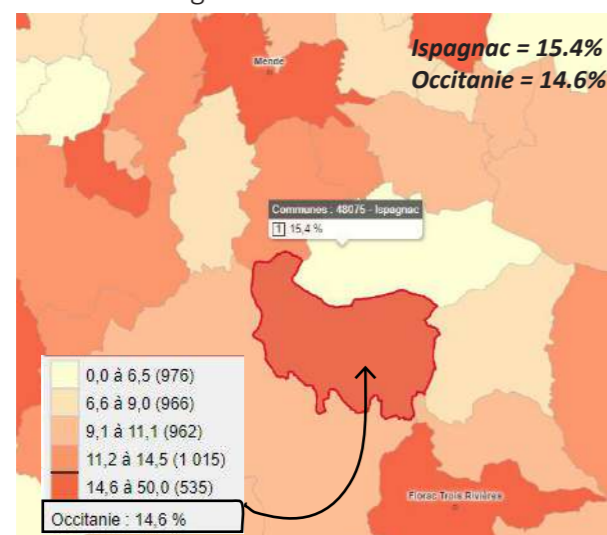 Ispagnac = 15.4%
Occitanie = 14.6%
Mende
Communes : 48075 - Ispagnac
1 15,4 %
0,0 à 6,5 (976)
6,6 à 9,0 (966)
9,1 à 11,1 (962)
11,2 à 14,5 (1 015)
14,6 à 50,0 (535)
Occitanie : 14,6 %
Florac Trois Rivières